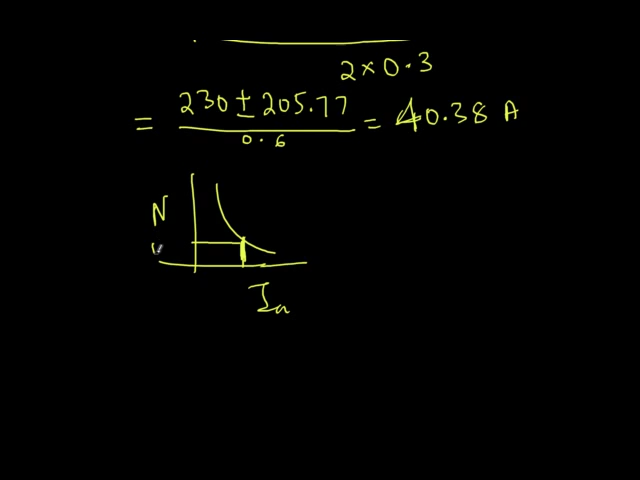 2 × 0.3
= 230 ± 205.77 / 0.6 = 40.38 A
N
Ia